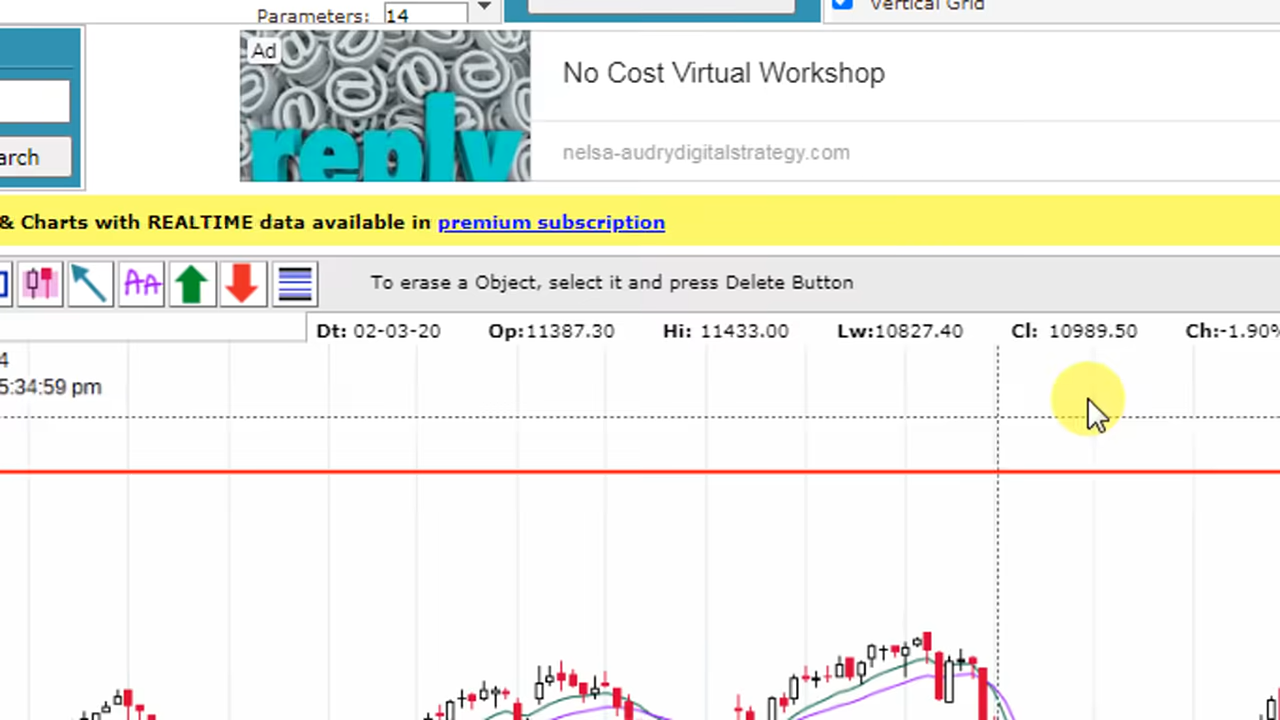 Parameters: 14
Vertical Grid
Ad
No Cost Virtual Workshop
reply
nelsa-audrydigitalstrategy.com
arch
& Charts with REALTIME data available in premium subscription
AA
To erase a Object, select it and press Delete Button
Dt: 02-03-20 Op:11387.30 Hi: 11433.00 Lw:10827.40 Cl: 10989.50 Ch:-1.90%
4
5:34:59 pm